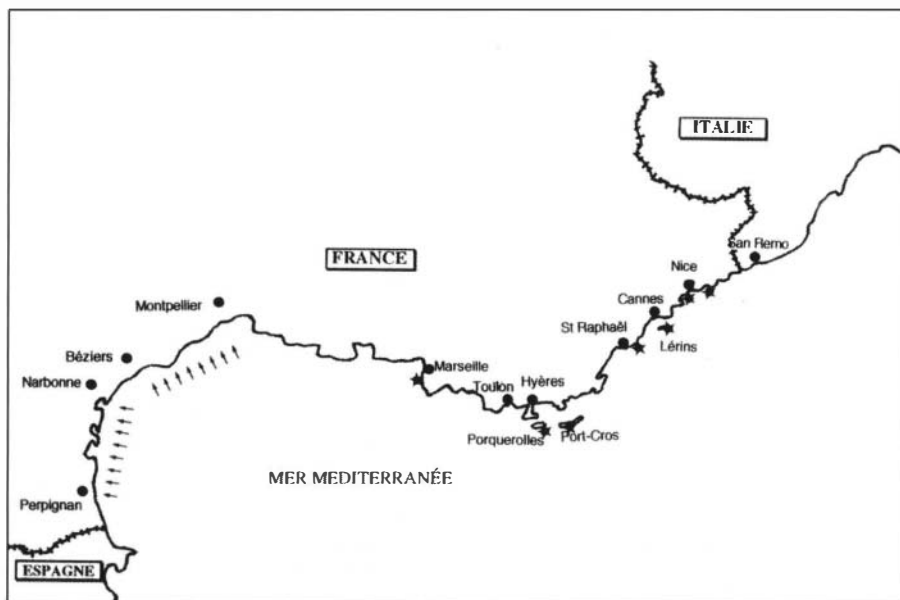 ITALIE
San Remo
FRANCE
Nice
Montpellier
Cannes
St Raphaël
Lérins
Béziers
Marseille
Narbonne
Toulon Hyères
Porquerolles Port-Cros
MER MEDITERRANÉE
Perpignan
ESPAGNE